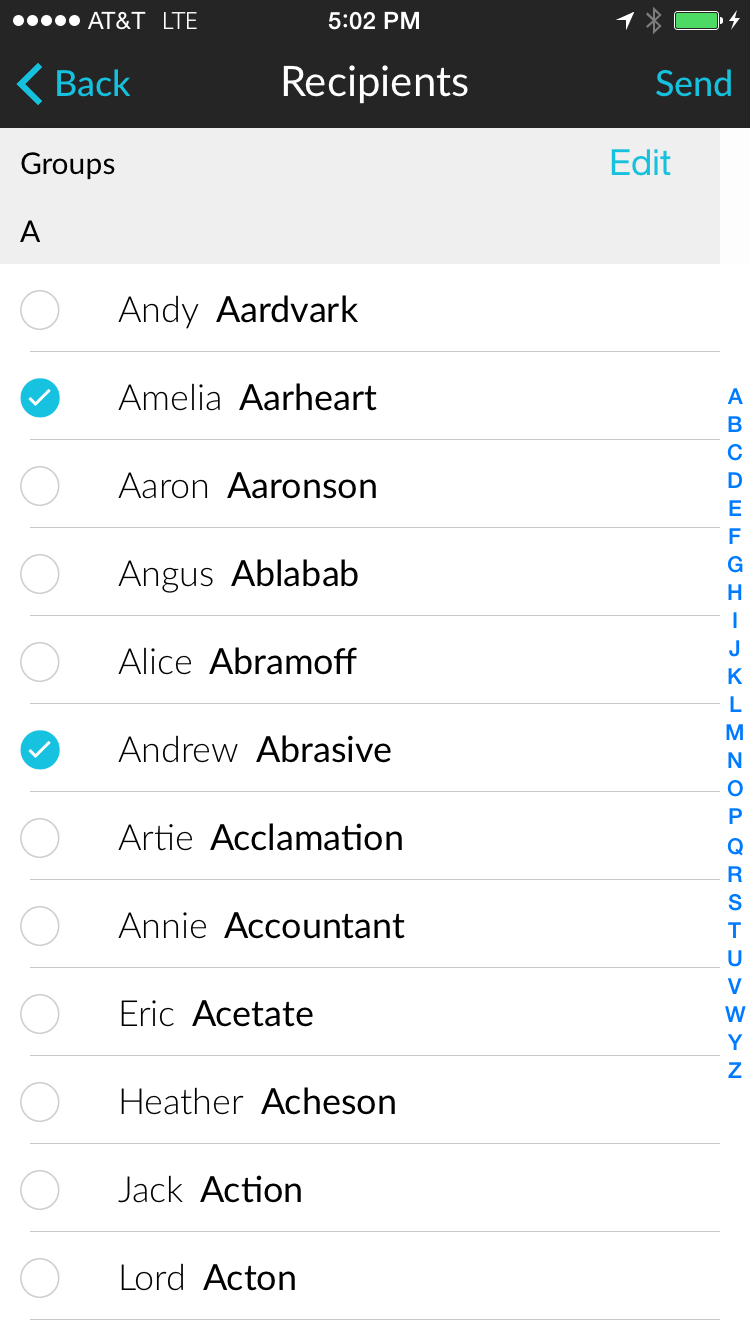 AT&T LTE 5:02 PM
Back Recipients Send
Groups Edit
A
Andy Aardvark
Amelia Aarheart
Aaron Aaronson
Angus Ablabab
Alice Abramoff
Andrew Abrasive
Artie Acclamation
Annie Accountant
Eric Acetate
Heather Acheson
Jack Action
Lord Acton
A
B
C
D
E
F
G
H
I
J
K
L
M
N
O
P
Q
R
S
T
U
V
W
Y
Z